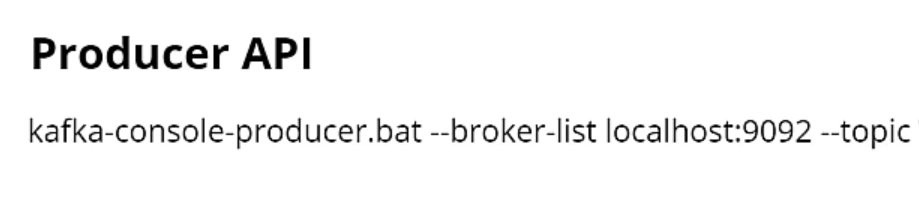 Producer API
kafka-console-producer.bat --broker-list localhost:9092 --topic